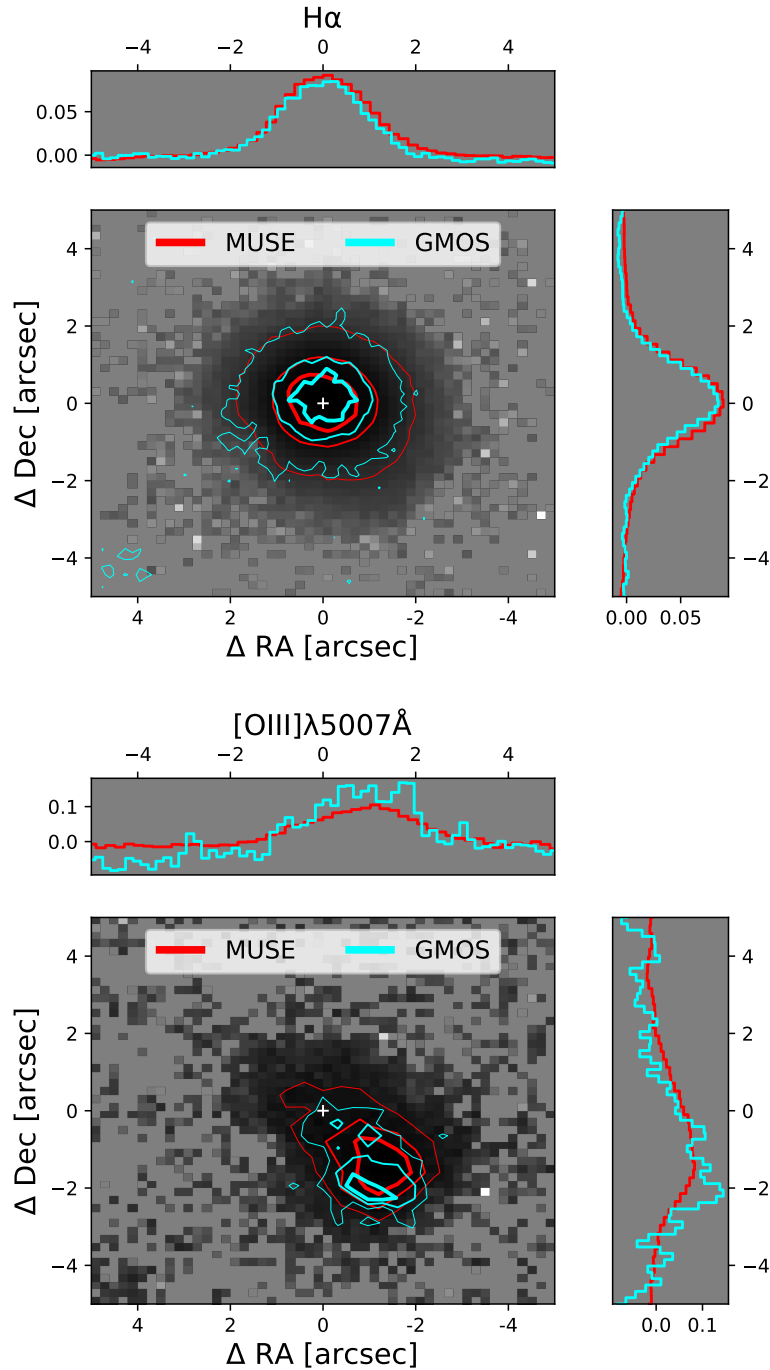 Hα
−4 −2 0 2 4
0.05
0.00
MUSE GMOS
4
2
0
−2
−4
Δ Dec [arcsec]
4 2 0 -2 -4
Δ RA [arcsec]
4
2
0
−2
−4
0.00 0.05
[OIII]λ5007Å
−4 −2 0 2 4
0.1
0.0
MUSE GMOS
4
2
0
−2
−4
Δ Dec [arcsec]
4 2 0 -2 -4
Δ RA [arcsec]
4
2
0
−2
−4
0.0 0.1